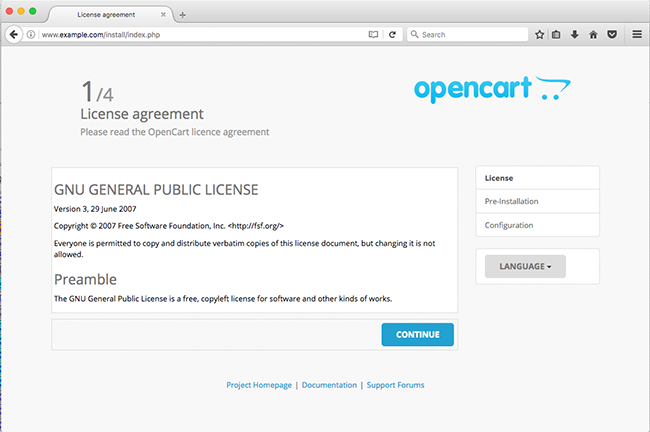 License agreement
www.example.com/install/index.php
Search
1/4
License agreement
Please read the OpenCart licence agreement
opencart
GNU GENERAL PUBLIC LICENSE
Version 3, 29 June 2007
Copyright © 2007 Free Software Foundation, Inc. <http://fsf.org/>
Everyone is permitted to copy and distribute verbatim copies of this license document, but changing it is not
allowed.
Preamble
The GNU General Public License is a free, copyleft license for software and other kinds of works.
CONTINUE
License
Pre-Installation
Configuration
LANGUAGE
Project Homepage | Documentation | Support Forums